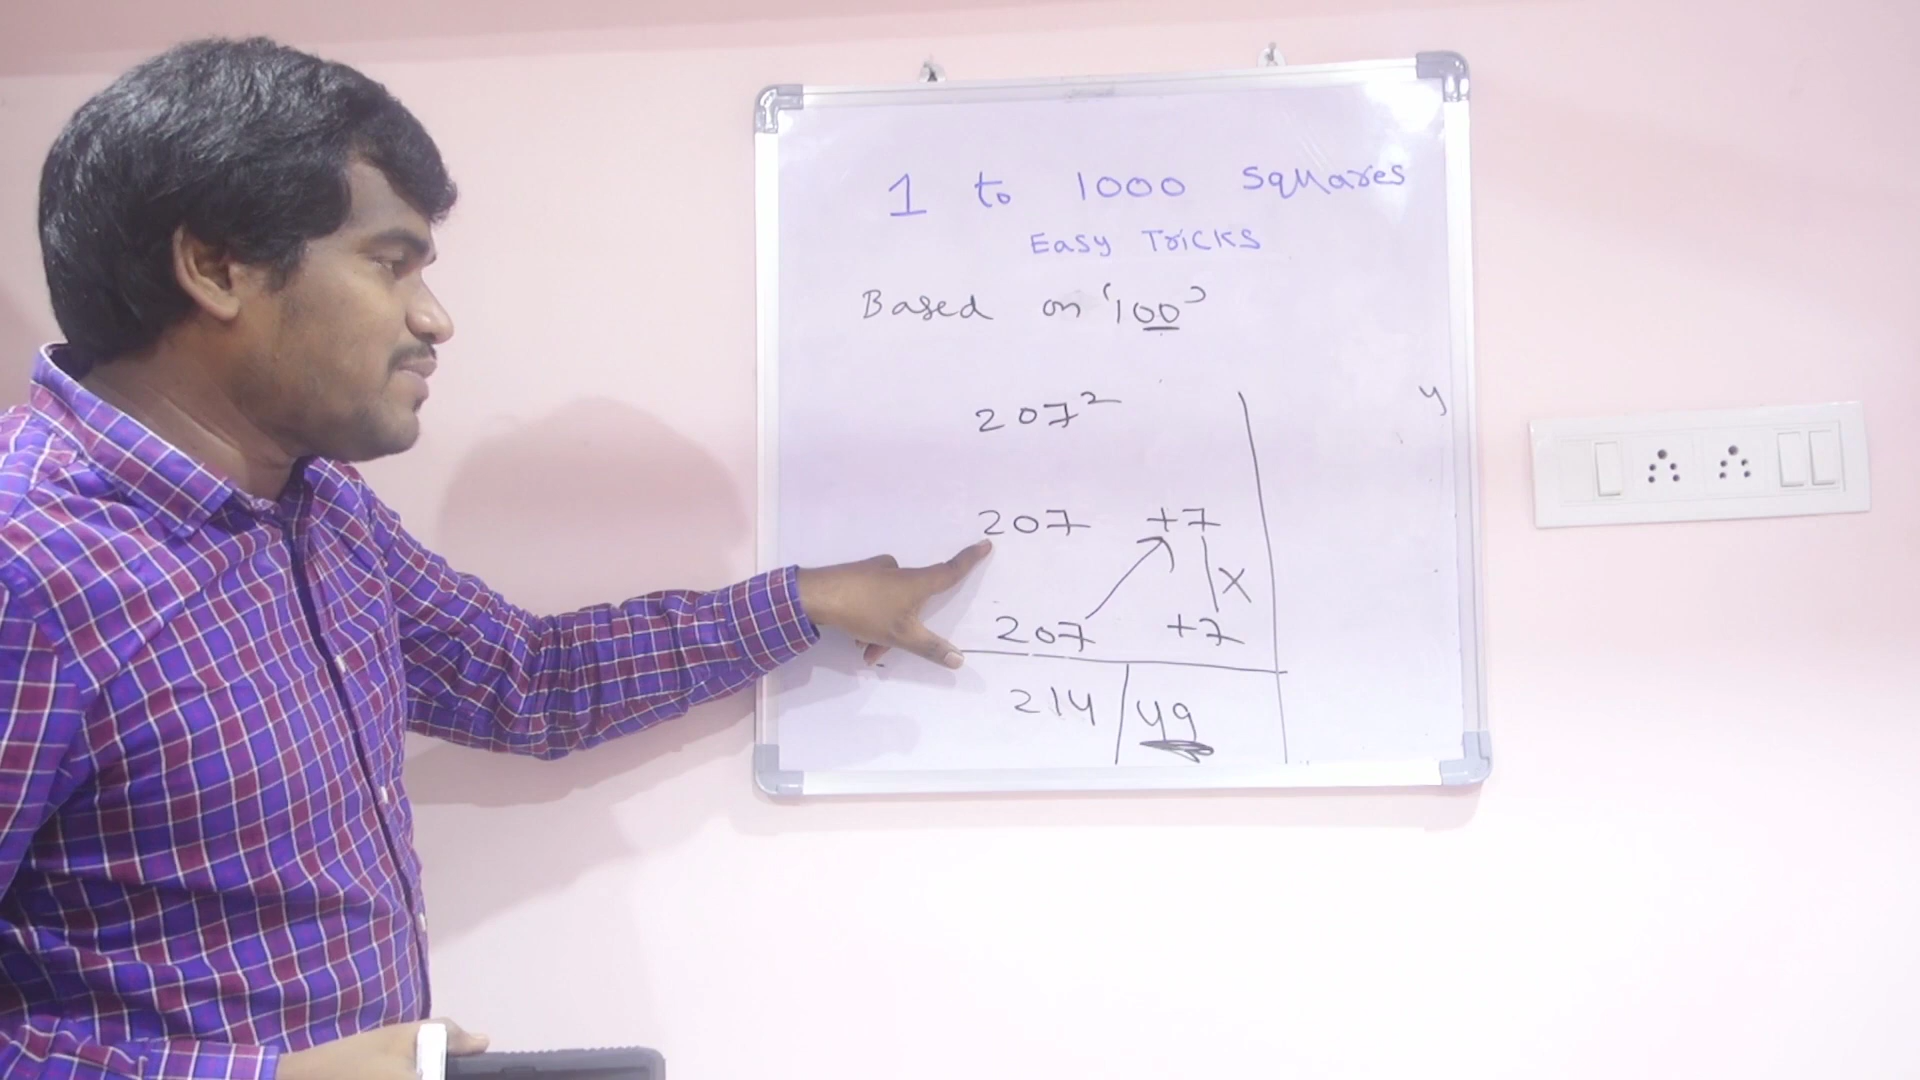 1 to 1000 squares
Easy Tricks
Based on '100'
207²
207 +7
X
207 +7
214 49
y